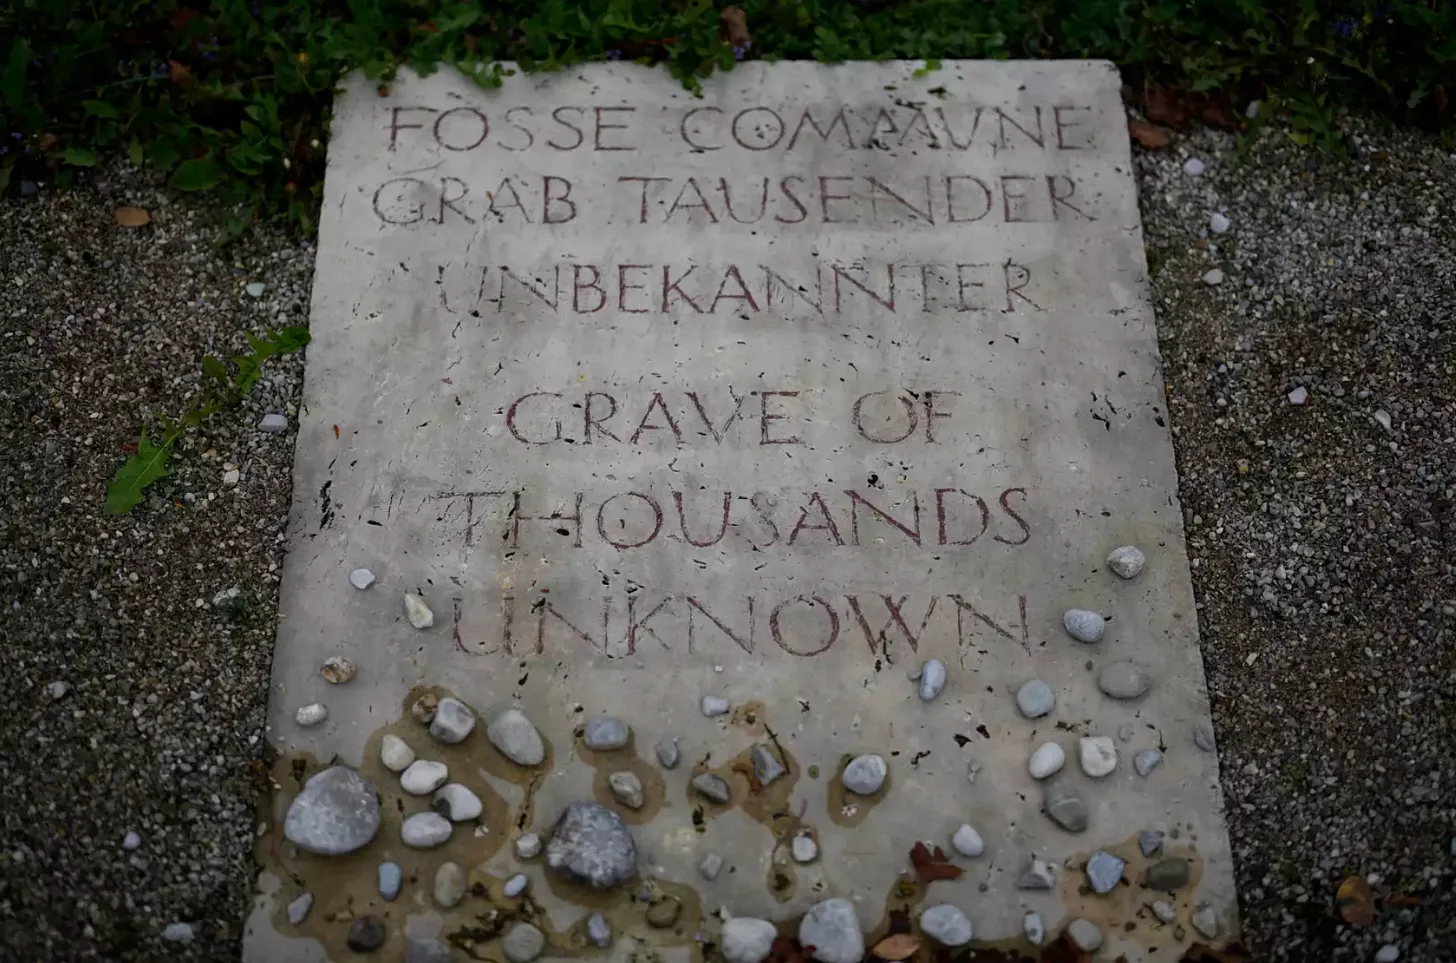 FOSSE COMMUNE
GRAB TAUSENDER
UNBEKANNTER
GRAVE OF
THOUSANDS
UNKNOWN